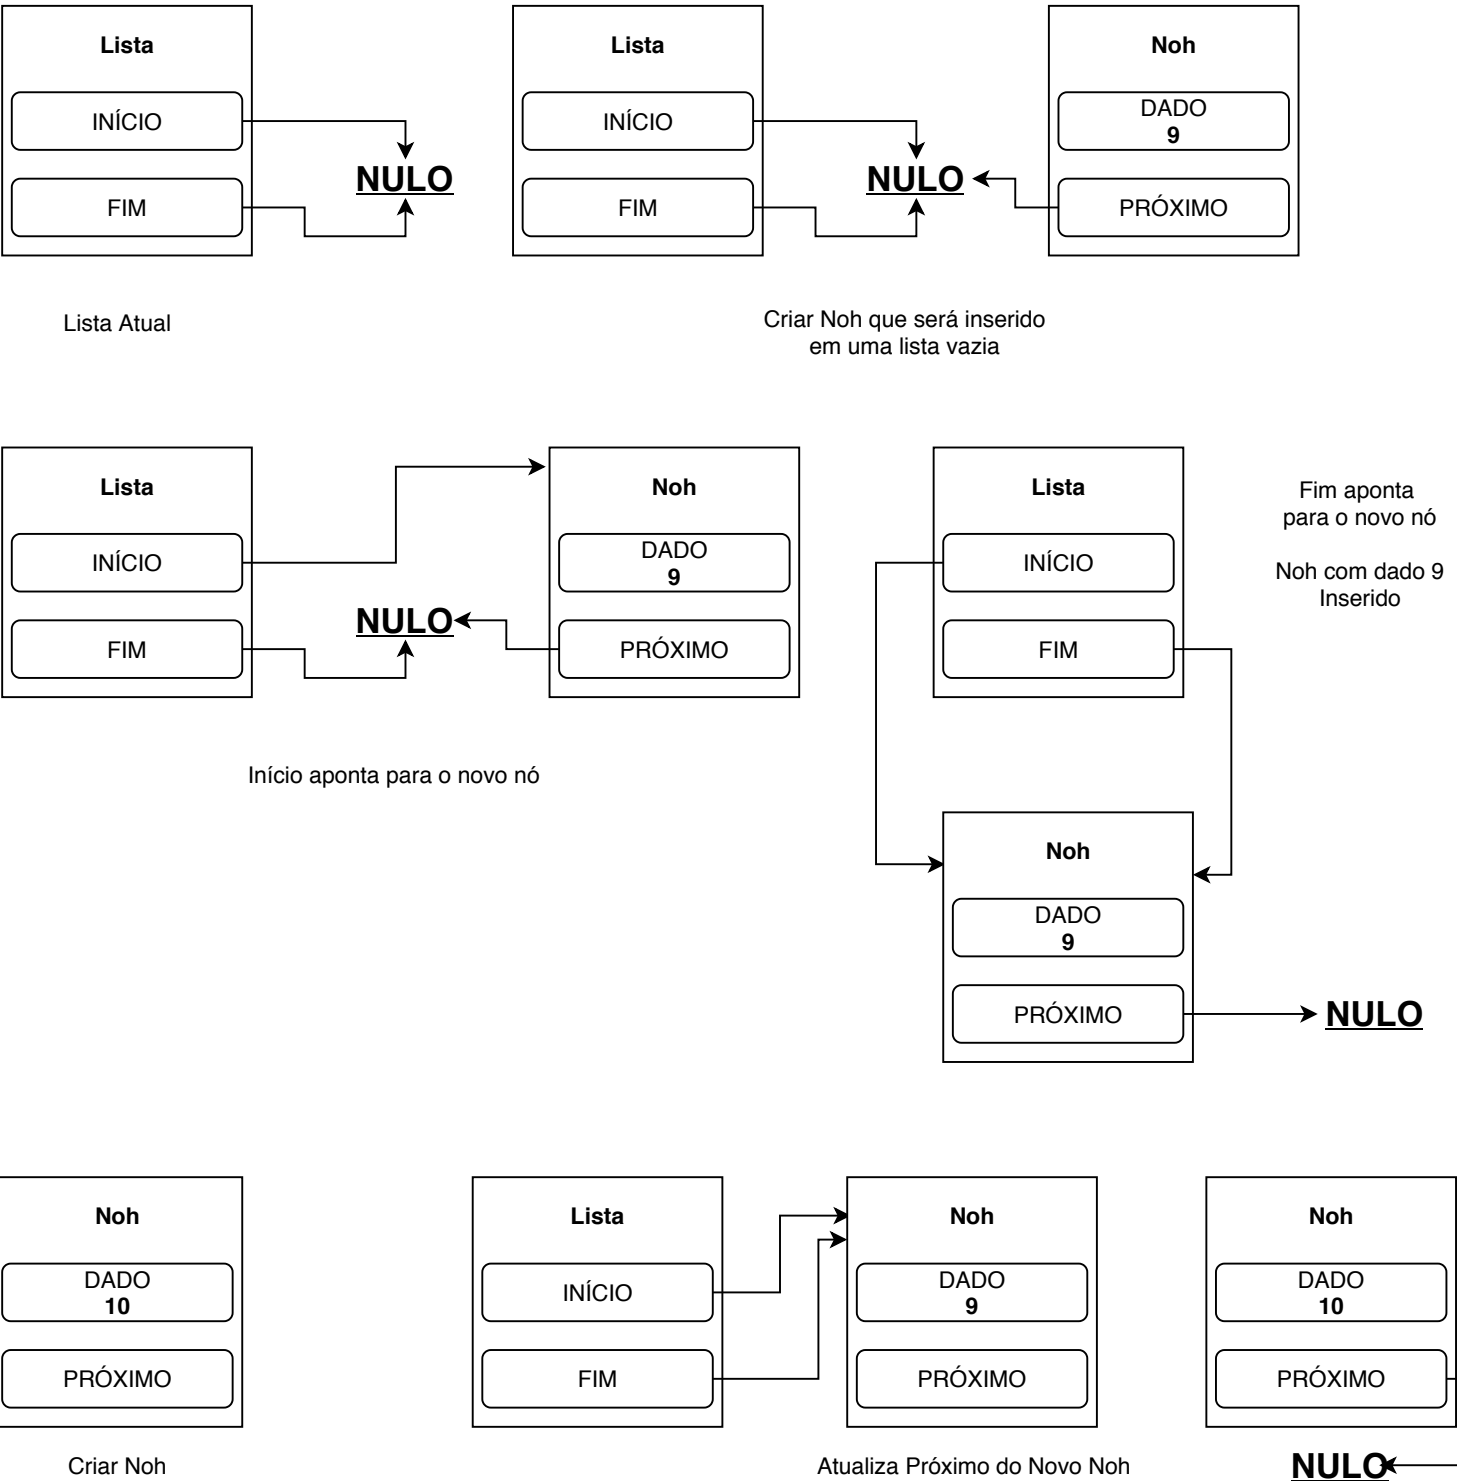 Lista
INÍCIO
FIM
NULO
Lista Atual
Lista
INÍCIO
FIM
NULO
Noh
DADO
9
PRÓXIMO
Criar Noh que será inserido
em uma lista vazia
Lista
INÍCIO
FIM
NULO
Noh
DADO
9
PRÓXIMO
Início aponta para o novo nó
Lista
INÍCIO
FIM
Fim aponta
para o novo nó
Noh com dado 9
Inserido
Noh
DADO
9
PRÓXIMO
NULO
Noh
DADO
10
PRÓXIMO
Criar Noh
Lista
INÍCIO
FIM
Noh
DADO
9
PRÓXIMO
Noh
DADO
10
PRÓXIMO
Atualiza Próximo do Novo Noh
NULO